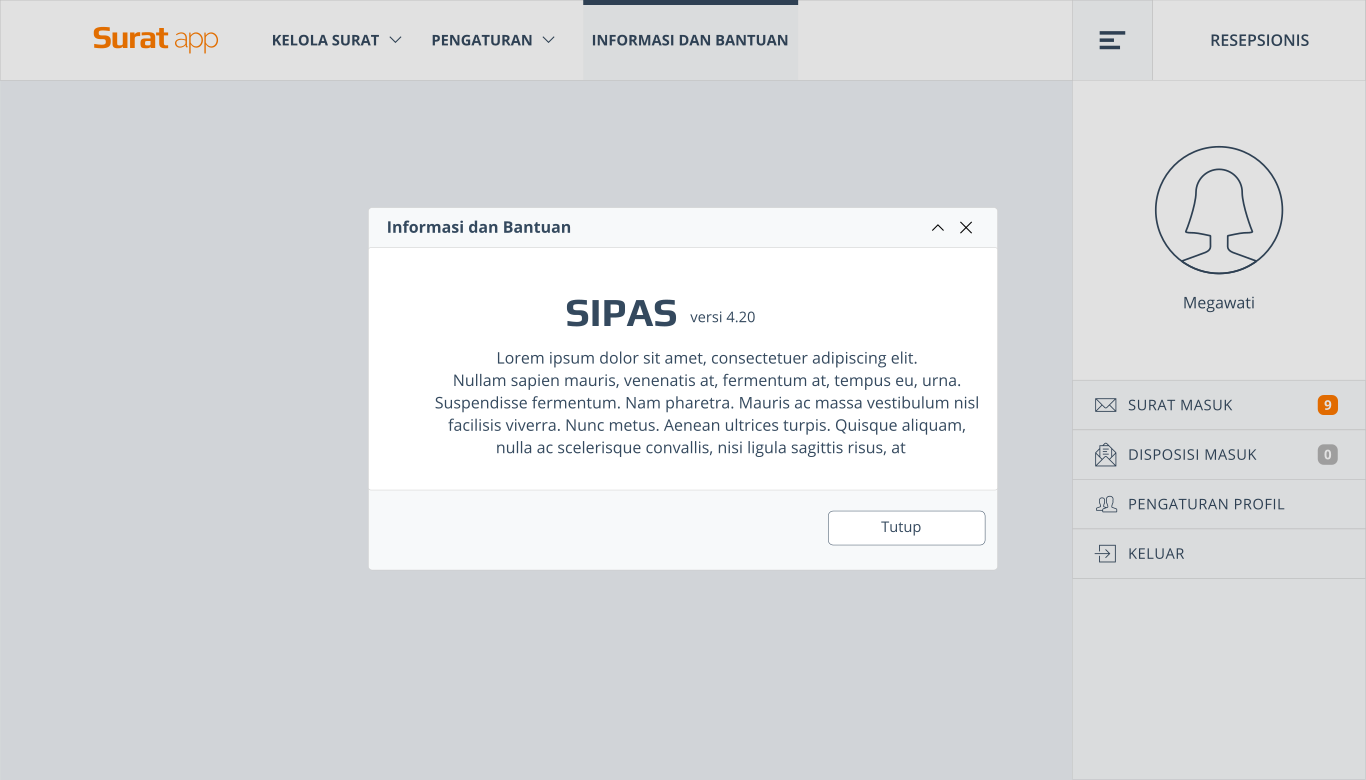 Surat app
KELOLA SURAT
PENGATURAN
INFORMASI DAN BANTUAN
RESEPSIONIS
Megawati
SURAT MASUK 9
DISPOSISI MASUK 0
PENGATURAN PROFIL
KELUAR
Informasi dan Bantuan
SIPAS versi 4.20
Lorem ipsum dolor sit amet, consectetuer adipiscing elit.
Nullam sapien mauris, venenatis at, fermentum at, tempus eu, urna.
Suspendisse fermentum. Nam pharetra. Mauris ac massa vestibulum nisl
facilisis viverra. Nunc metus. Aenean ultrices turpis. Quisque aliquam,
nulla ac scelerisque convallis, nisi ligula sagittis risus, at
Tutup